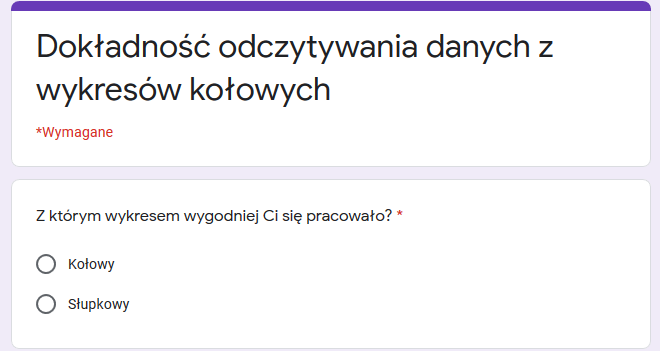 Dokładność odczytywania danych z
wykresów kołowych
*Wymagane
Z którym wykresem wygodniej Ci się pracowało? *
Kołowy
Słupkowy